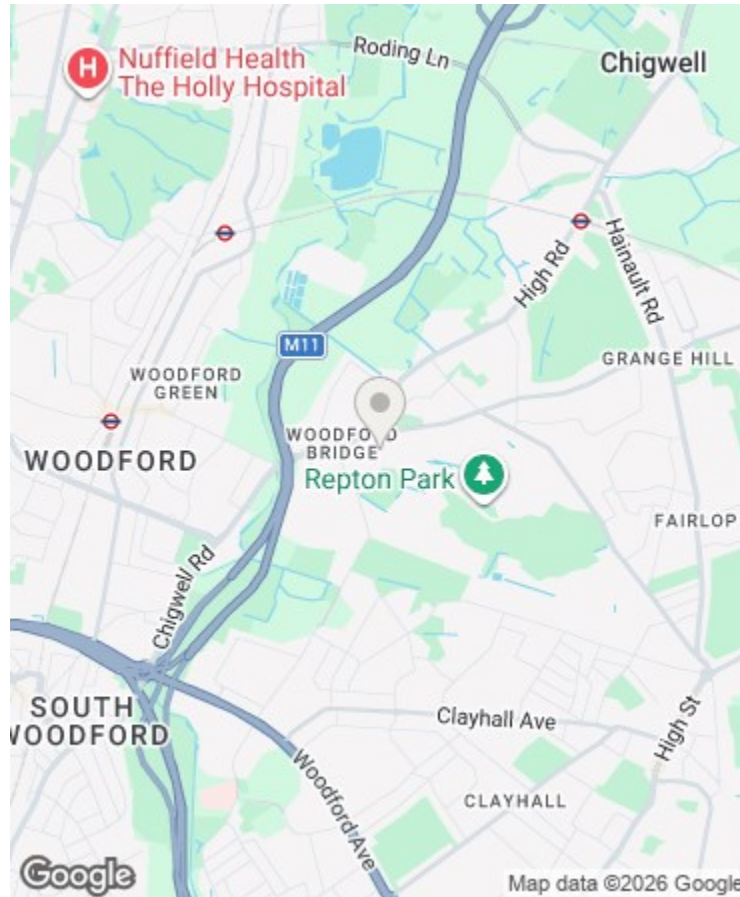 Nuffield Health
The Holly Hospital
H
Roding Ln
Chigwell
High Rd
Hainault Rd
M11
GRANGE HILL
WOODFORD
GREEN
WOODFORD
BRIDGE
WOODFORD
Repton Park
FAIRLOP
Chigwell Rd
SOUTH
WOODFORD
Clayhall Ave
High St
Woodford Ave
CLAYHALL
Google
Map data ©2026 Google